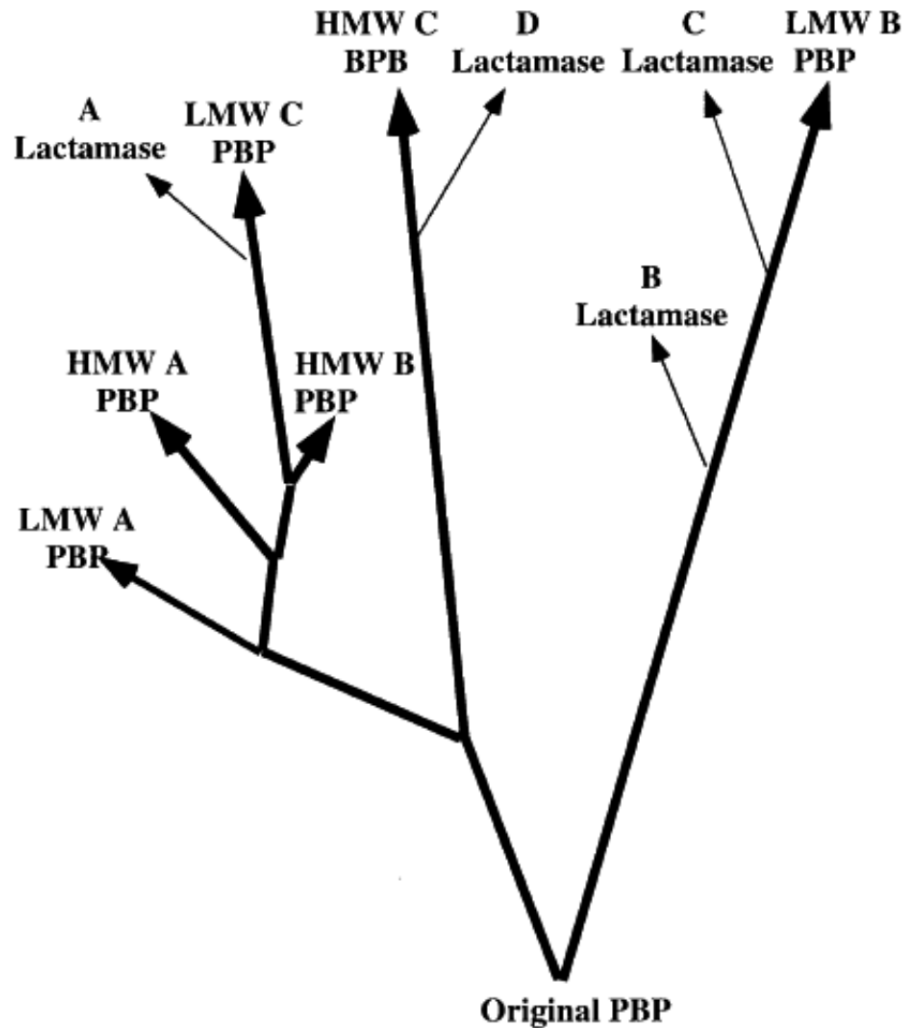 HMW C
BPB
D
Lactamase
C
Lactamase
LMW B
PBP
A
Lactamase
LMW C
PBP
B
Lactamase
HMW A
PBP
HMW B
PBP
LMW A
PBP
Original PBP